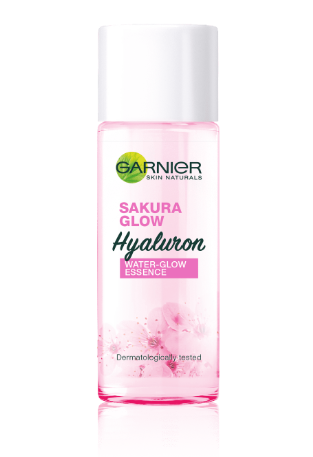 GARNIER
SKIN NATURALS
SAKURA
GLOW
Hyaluron
WATER-GLOW
ESSENCE
Dermatologically tested